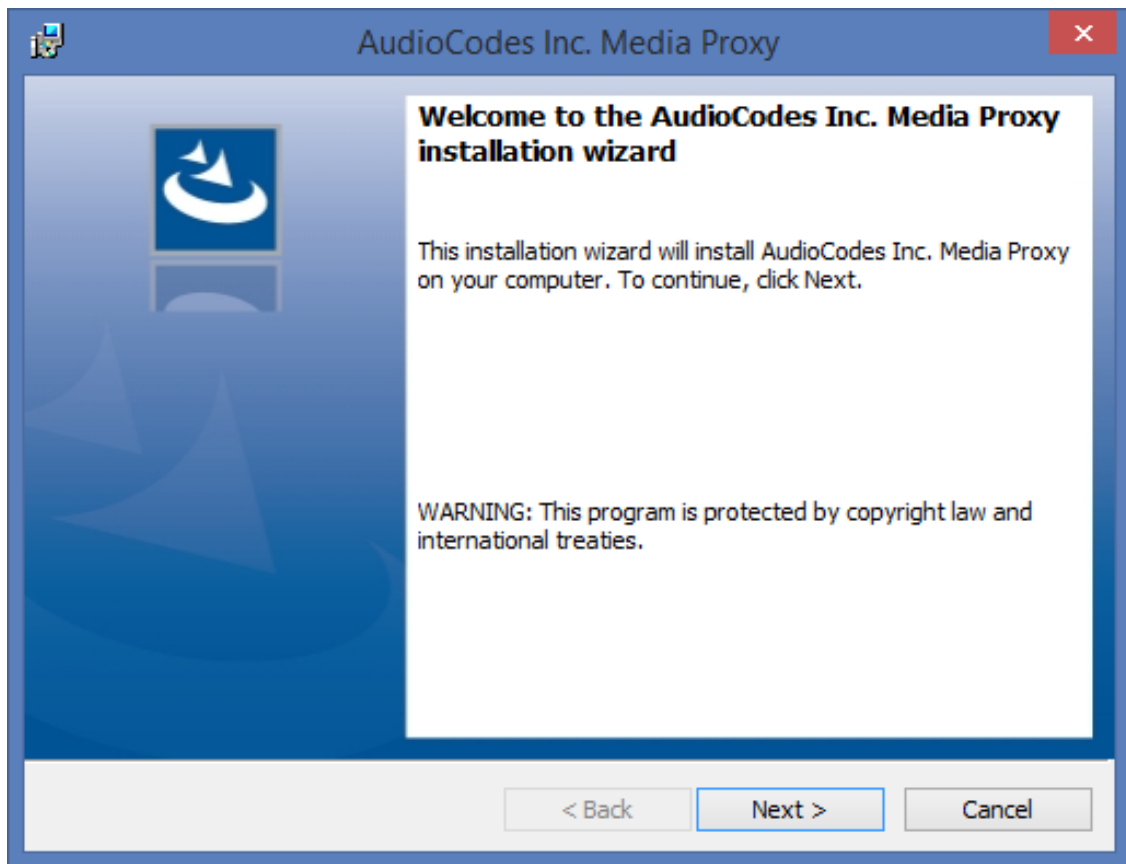 AudioCodes Inc. Media Proxy
Welcome to the AudioCodes Inc. Media Proxy
installation wizard
This installation wizard will install AudioCodes Inc. Media Proxy
on your computer. To continue, click Next.
WARNING: This program is protected by copyright law and
international treaties.
< Back Next > Cancel